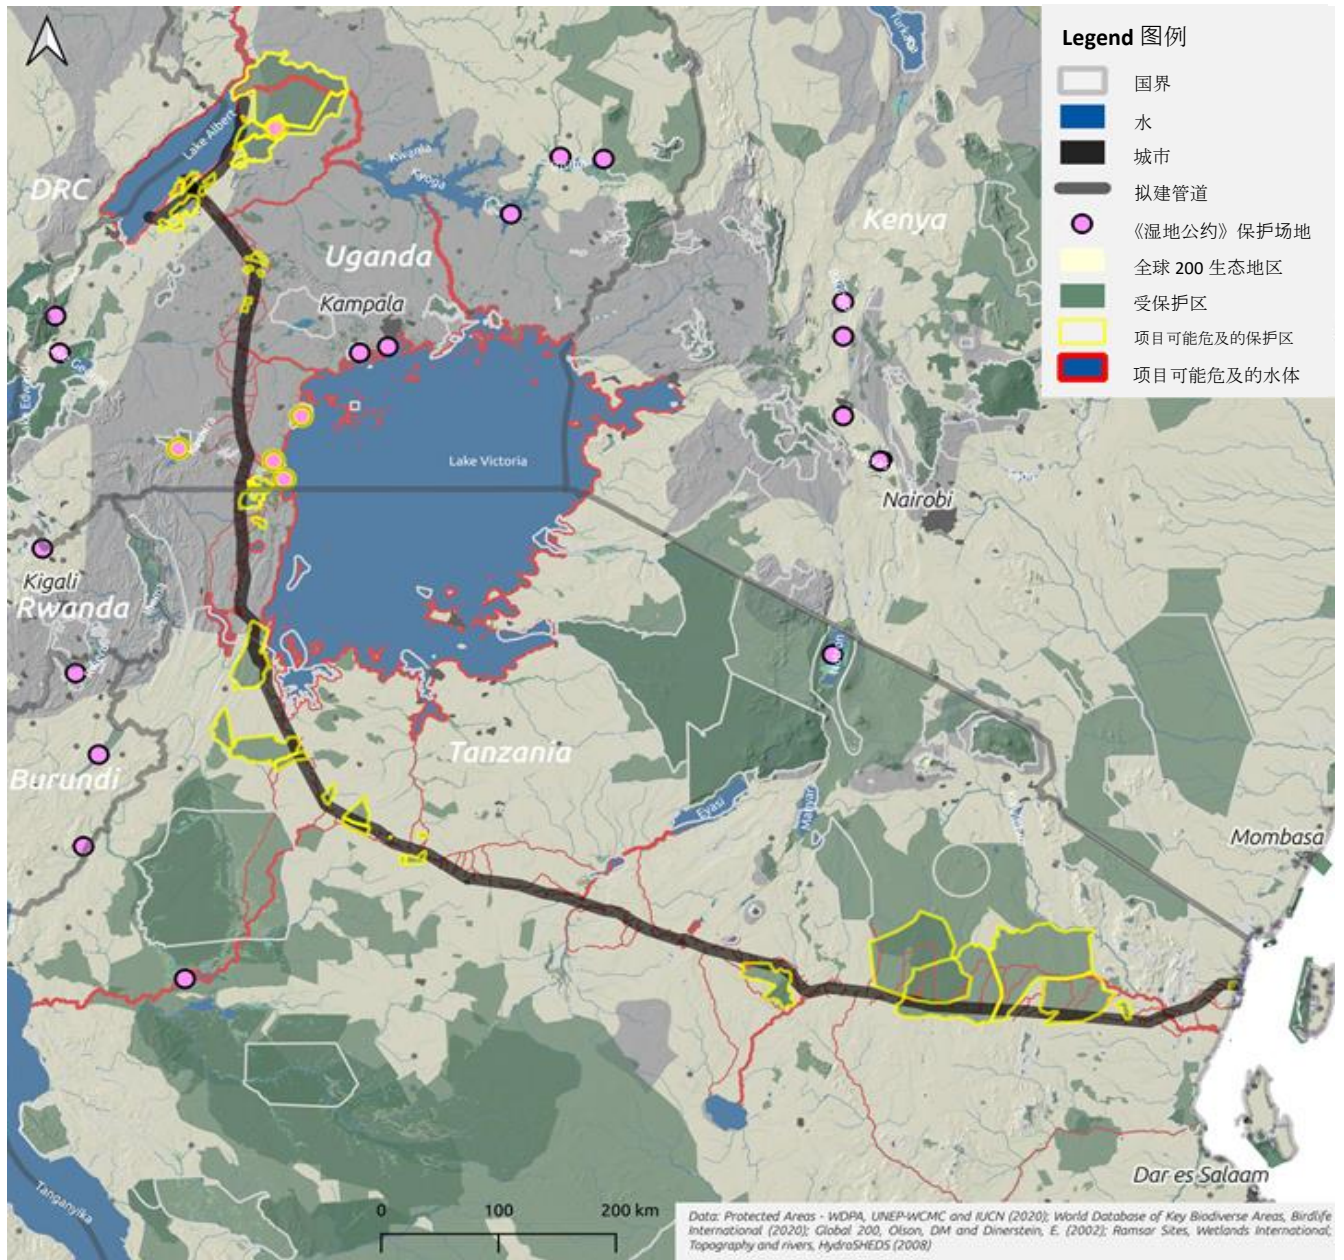 Legend 图例
国界
水
城市
拟建管道
《湿地公约》保护场地
全球 200 生态地区
受保护区
项目可能危及的保护区
项目可能危及的水体
Turkana
Lake Albert
DRC
Kwania
Kyoga
Kenya
Uganda
Kampala
Lake Victoria
Nairobi
Kigali
Rwanda
Tanzania
Burundi
Eyasi
Manyar
Mombasa
Dar es Salaam
Tanganyika
0 100 200 km
Data: Protected Areas - WDPA, UNEP-WCMC and IUCN (2020); World Database of Key Biodiverse Areas, Birdlife
International (2020); Global 200, Olson, DM and Dinerstein, E. (2002); Ramsar Sites, Wetlands International,
Topography and rivers, HydroSHEDS (2008)